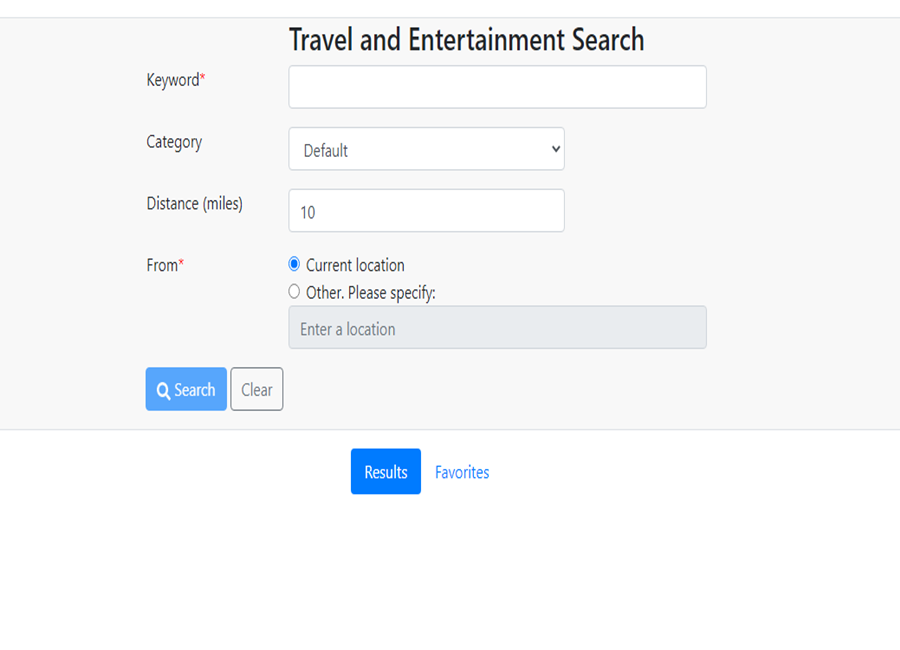 Travel and Entertainment Search
Keyword*
Category
Default
Distance (miles)
10
From*
Current location
Other. Please specify:
Enter a location
Search
Clear
Results
Favorites